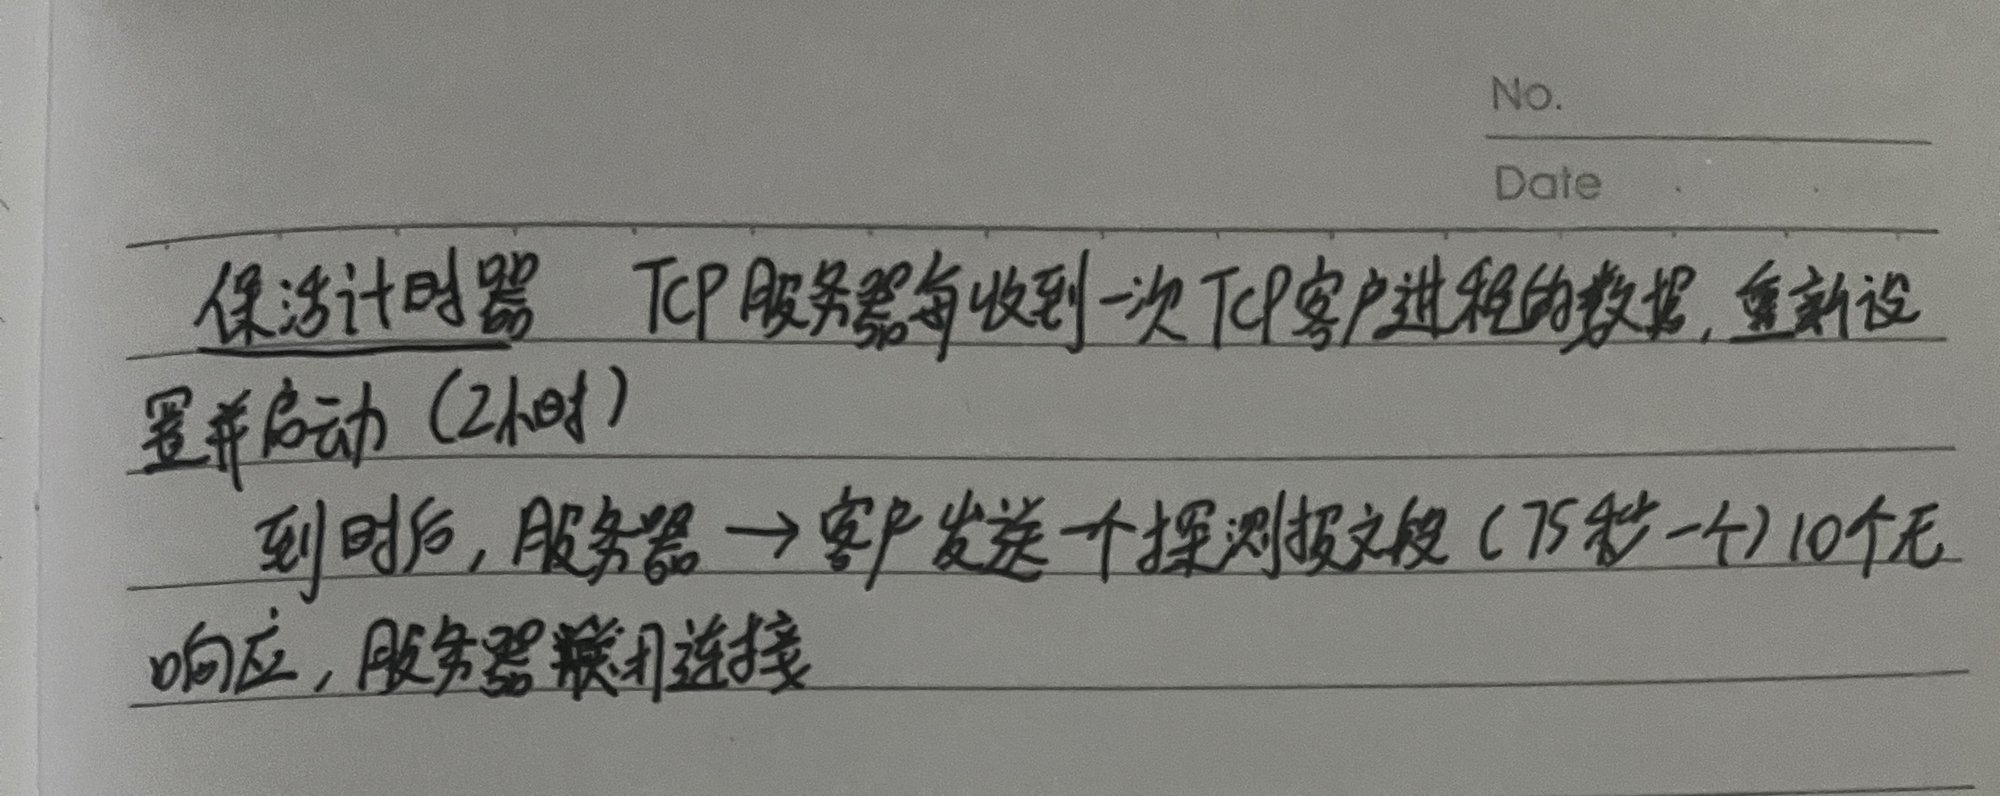 No.
Date
保活计时器 TCP服务器每收到一次TCP客户进程的数据,重新设
置并启动(2小时)
到时后,服务器→客户发送一个探测报文段(75秒一个)10个无
响应,服务器关闭连接